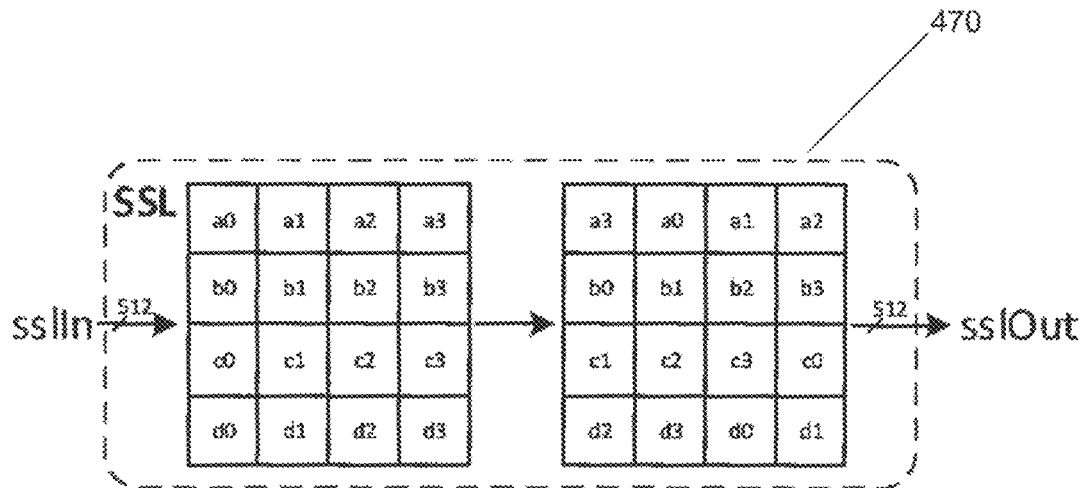 470
SSL
a0 a1 a2 a3 a3 a0 a1 a2
b0 b1 b2 b3 b0 b1 b2 b3
sslIn 512 512 sslOut
c0 c1 c2 c3 c1 c2 c3 c0
d0 d1 d2 d3 d2 d3 d0 d1